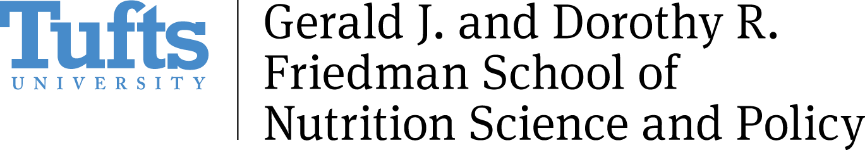 Tufts
UNIVERSITY
Gerald J. and Dorothy R.
Friedman School of
Nutrition Science and Policy